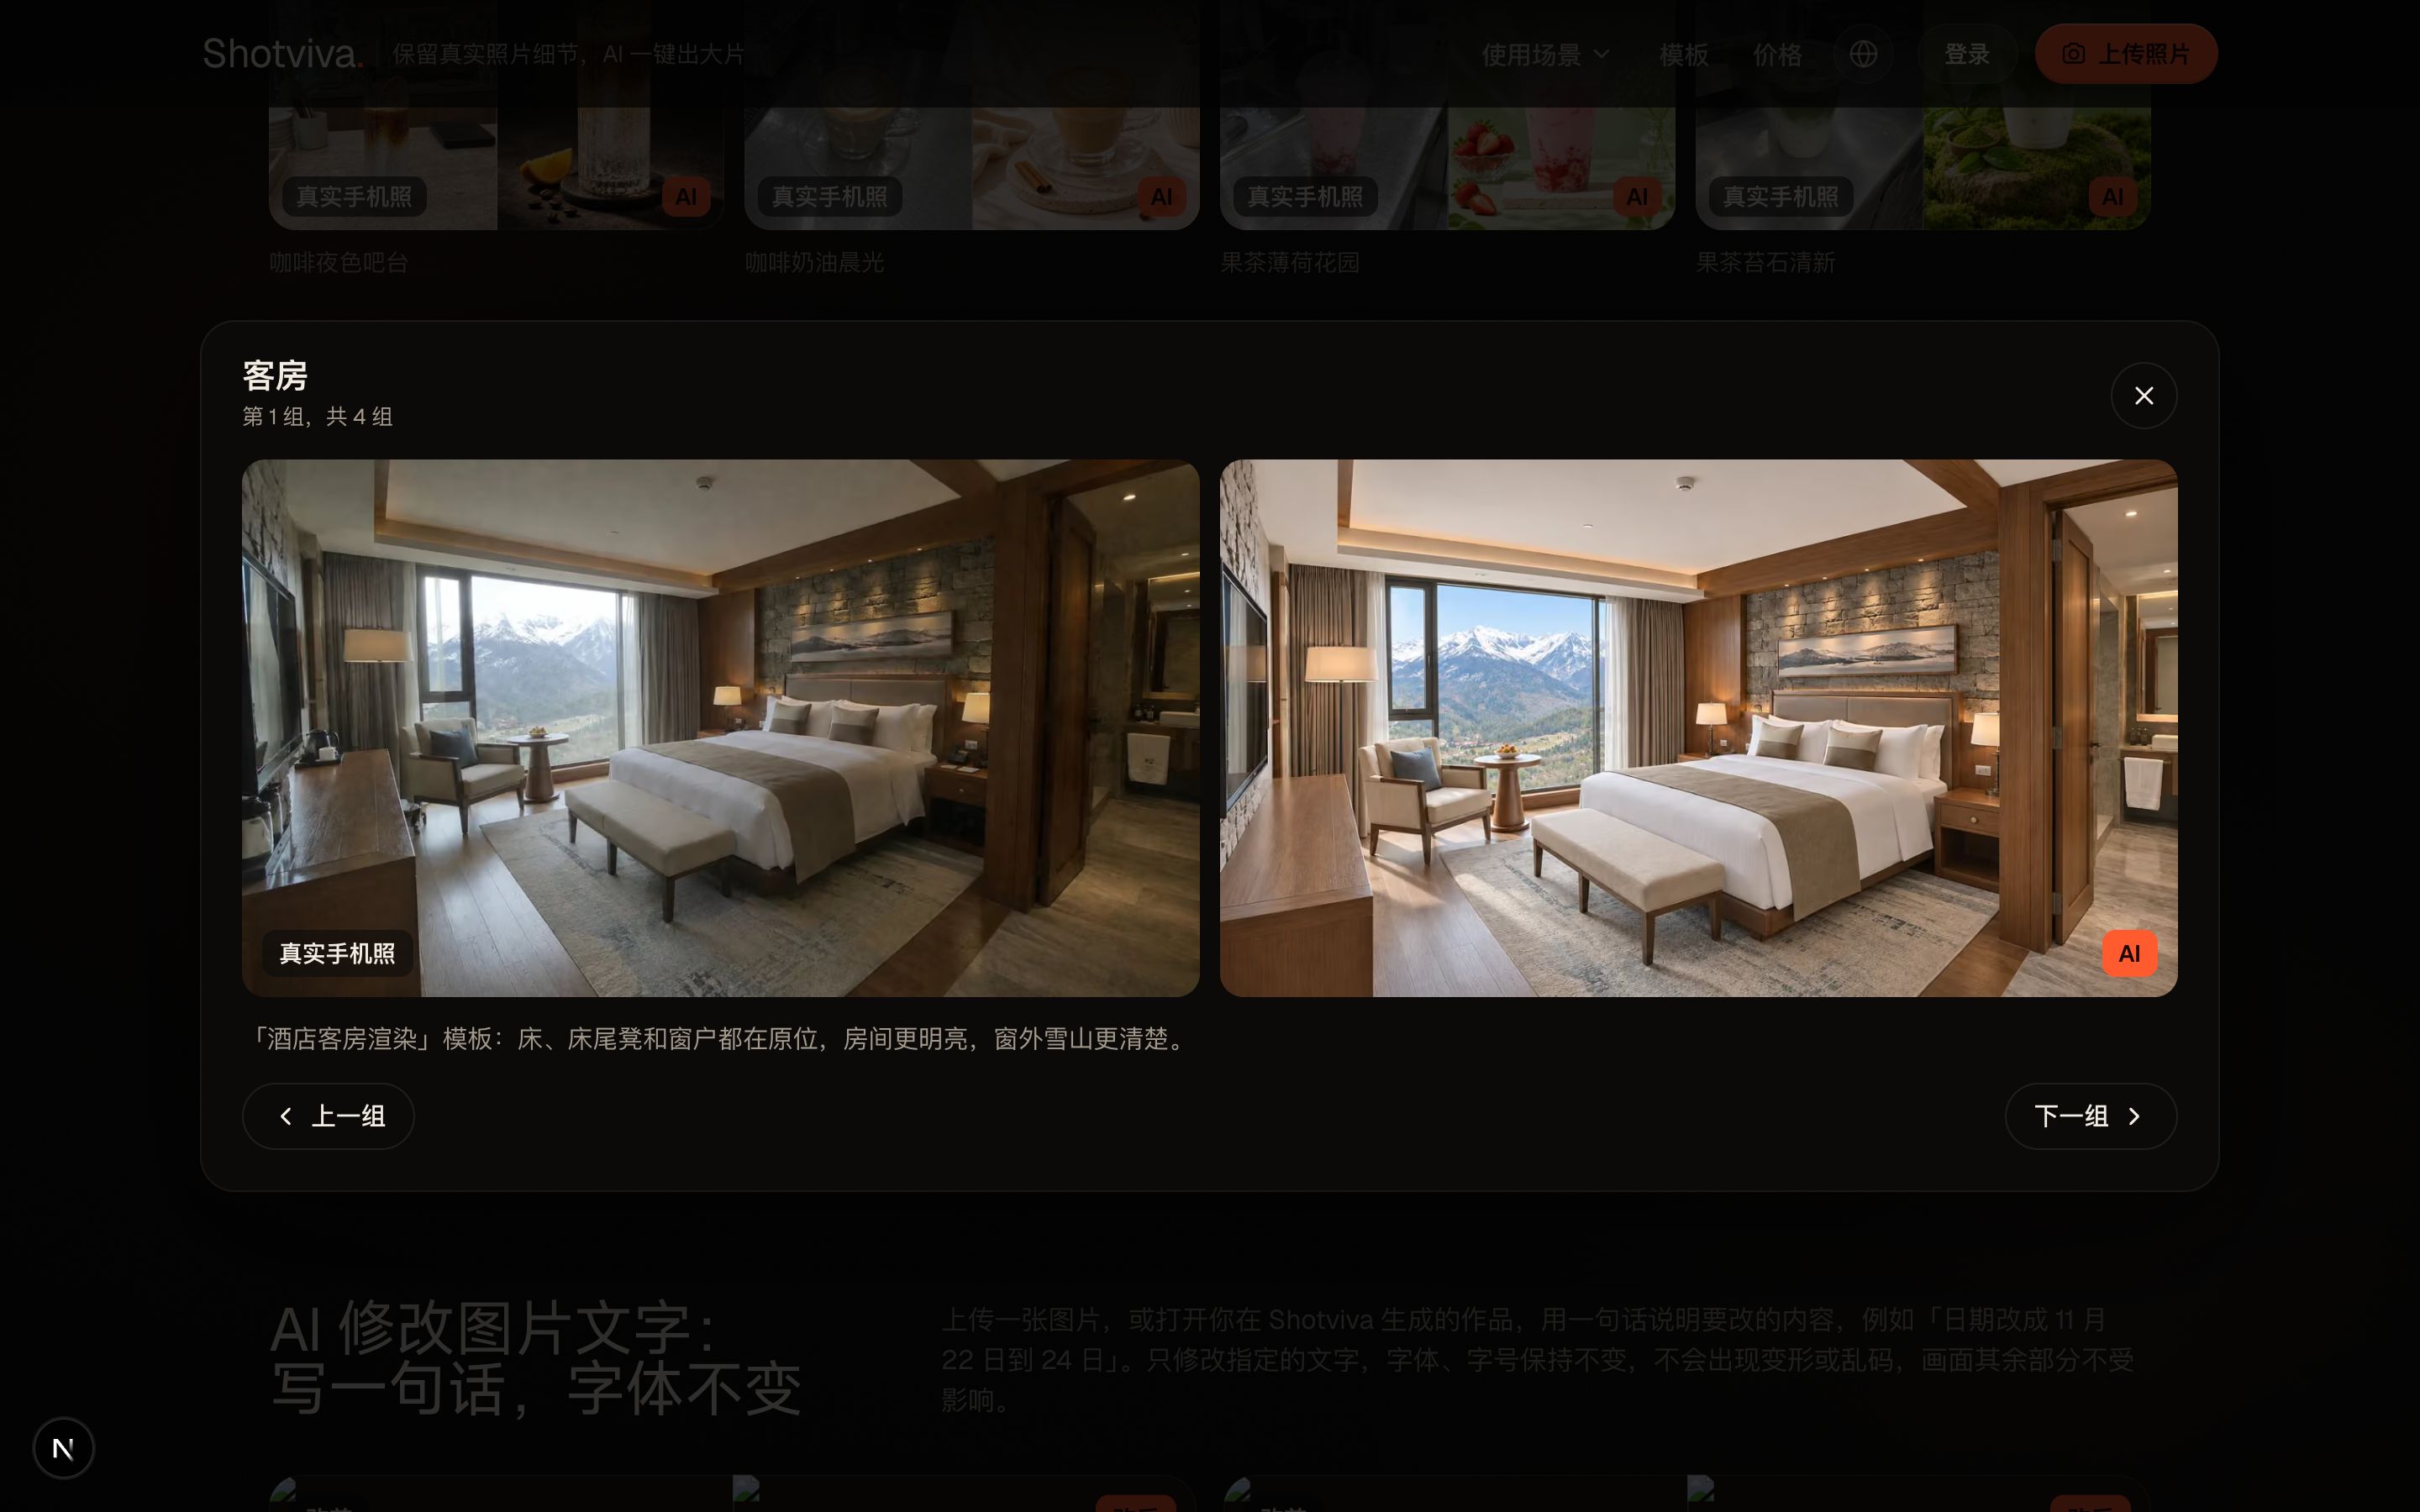 Shotviva.
保留真实照片细节，AI 一键出大片
使用场景
模板
价格
登录
上传照片
真实手机照
AI
真实手机照
AI
真实手机照
AI
真实手机照
AI
咖啡夜色吧台
咖啡奶油晨光
果茶薄荷花园
果茶苔石清新
客房
第 1 组，共 4 组
真实手机照
AI
「酒店客房渲染」模板：床、床尾凳和窗户都在原位，房间更明亮，窗外雪山更清楚。
上一组
下一组
AI 修改图片文字：
写一句话，字体不变
上传一张图片，或打开你在 Shotviva 生成的作品，用一句话说明要改的内容，例如「日期改成 11 月
22 日到 24 日」。只修改指定的文字，字体、字号保持不变，不会出现变形或乱码，画面其余部分不受
影响。
N